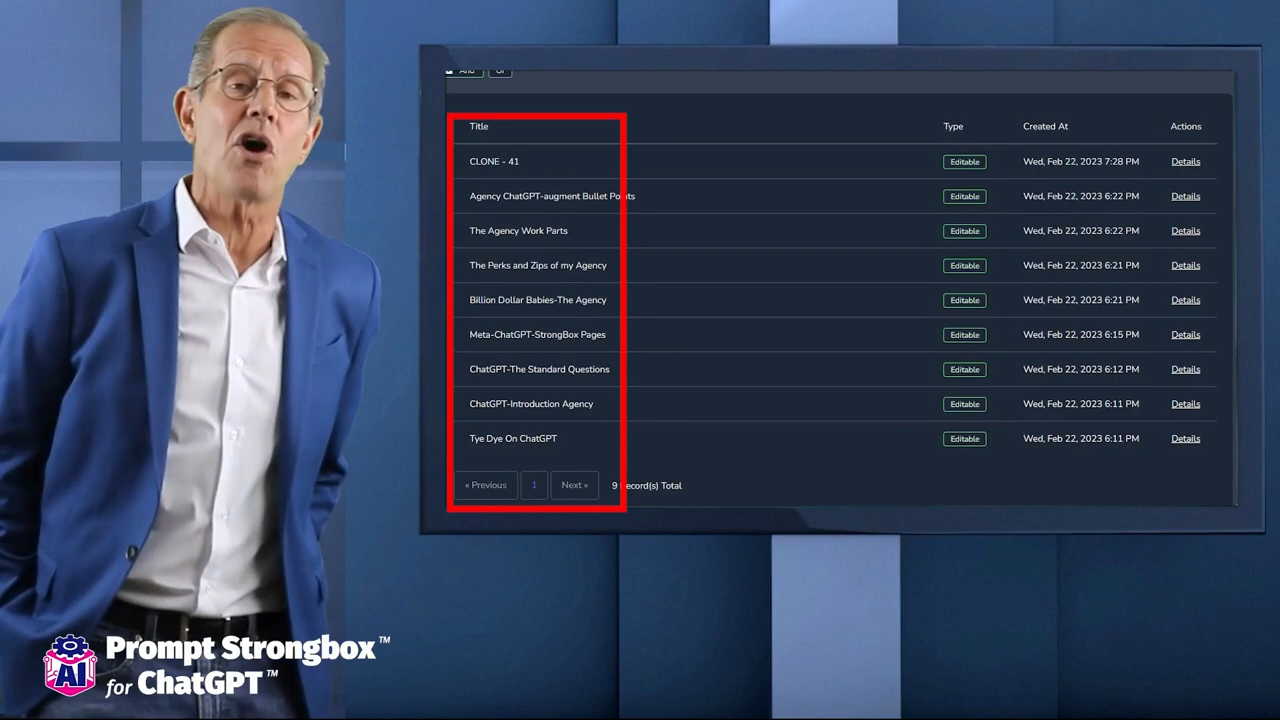 And Or
Title Type Created At Actions
CLONE - 41 Editable Wed, Feb 22, 2023 7:28 PM Details
Agency ChatGPT-augment Bullet Points Editable Wed, Feb 22, 2023 6:22 PM Details
The Agency Work Parts Editable Wed, Feb 22, 2023 6:22 PM Details
The Perks and Zips of my Agency Editable Wed, Feb 22, 2023 6:21 PM Details
Billion Dollar Babies-The Agency Editable Wed, Feb 22, 2023 6:21 PM Details
Meta-ChatGPT-StrongBox Pages Editable Wed, Feb 22, 2023 6:15 PM Details
ChatGPT-The Standard Questions Editable Wed, Feb 22, 2023 6:12 PM Details
ChatGPT-Introduction Agency Editable Wed, Feb 22, 2023 6:11 PM Details
Tye Dye On ChatGPT Editable Wed, Feb 22, 2023 6:11 PM Details
« Previous 1 Next » 9 Record(s) Total
AI
Prompt Strongbox™
for ChatGPT™